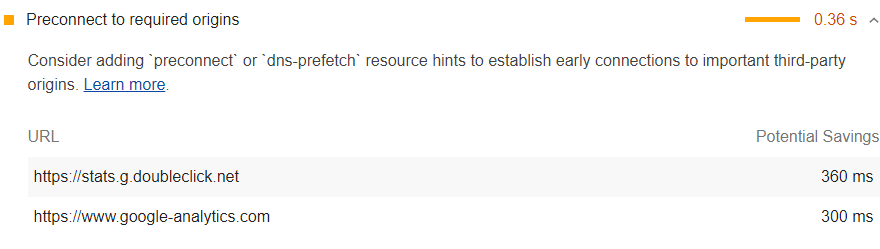 Preconnect to required origins 0.36 s
Consider adding `preconnect` or `dns-prefetch` resource hints to establish early connections to important third-party
origins. Learn more.
URL Potential Savings
https://stats.g.doubleclick.net 360 ms
https://www.google-analytics.com 300 ms